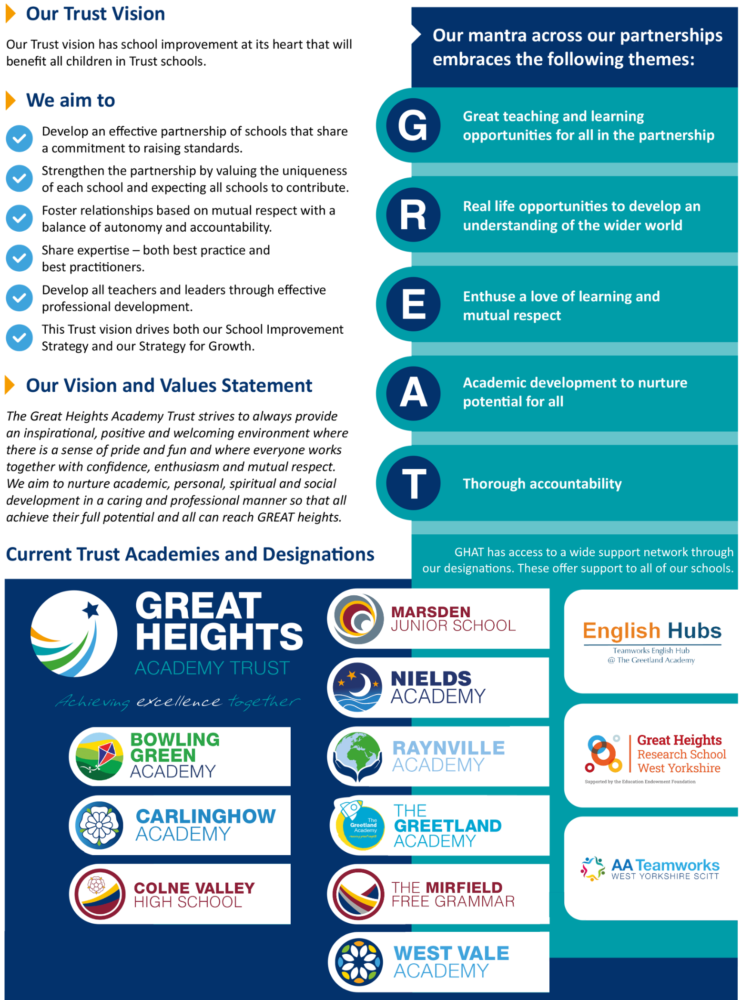 Our Trust Vision
Our Trust vision has school improvement at its heart that will
benefit all children in Trust schools.
We aim to
Develop an effective partnership of schools that share
a commitment to raising standards.
Strengthen the partnership by valuing the uniqueness
of each school and expecting all schools to contribute.
Foster relationships based on mutual respect with a
balance of autonomy and accountability.
Share expertise – both best practice and
best practitioners.
Develop all teachers and leaders through effective
professional development.
This Trust vision drives both our School Improvement
Strategy and our Strategy for Growth.
Our Vision and Values Statement
The Great Heights Academy Trust strives to always provide
an inspirational, positive and welcoming environment where
there is a sense of pride and fun and where everyone works
together with confidence, enthusiasm and mutual respect.
We aim to nurture academic, personal, spiritual and social
development in a caring and professional manner so that all
achieve their full potential and all can reach GREAT heights.
Our mantra across our partnerships
embraces the following themes:
G
Great teaching and learning
opportunities for all in the partnership
R
Real life opportunities to develop an
understanding of the wider world
E
Enthuse a love of learning and
mutual respect
A
Academic development to nurture
potential for all
T
Thorough accountability
Current Trust Academies and Designations
GHAT has access to a wide support network through
our designations. These offer support to all of our schools.
GREAT
HEIGHTS
ACADEMY TRUST
Achieving excellence together
BOWLING
GREEN
ACADEMY
CARLINGHOW
ACADEMY
COLNE VALLEY
HIGH SCHOOL
MARSDEN
JUNIOR SCHOOL
NIELDS
ACADEMY
RAYNVILLE
ACADEMY
The
Greetland
Academy
THE
GREETLAND
ACADEMY
THE MIRFIELD
FREE GRAMMAR
WEST VALE
ACADEMY
English Hubs
Teamworks English Hub
@ The Greetland Academy
Great Heights
Research School
West Yorkshire
Supported by the Education Endowment Foundation
AA Teamworks
WEST YORKSHIRE SCITT